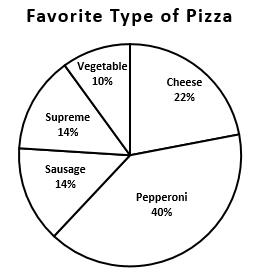 Favorite Type of Pizza
Vegetable
10%
Cheese
22%
Supreme
14%
Sausage
14%
Pepperoni
40%